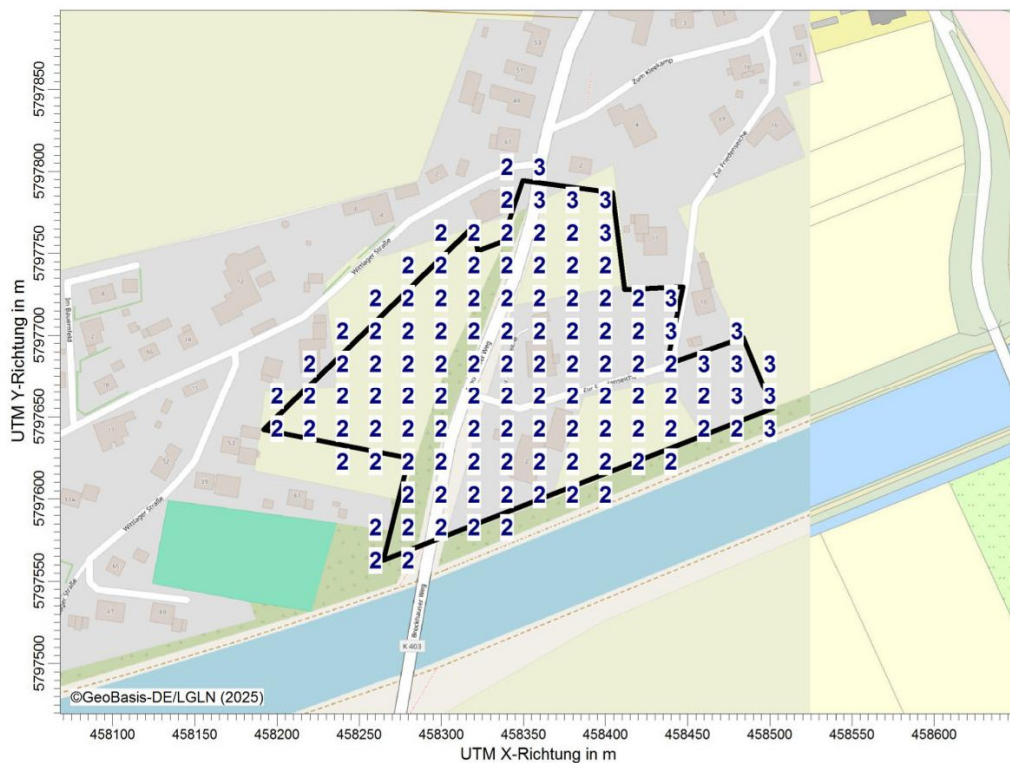 UTM Y-Richtung in m
5797850
5797800
5797750
5797700
5797650
5797600
5797550
5797500
Zum Kleekamp
Zur Friedenseiche
Wittlager Straße
Im Bauernfeld
2 3
2 3 3 3
2 2 2 2 2 3
2 2 2 2 2 2 2
2 2 2 2 2 2 2 2 2 3
2 2 2 2 2 2 2 2 2 2 3 3
2 2 2 2 2 2 2 2 2 2 2 2 3 3 3
2 2 2 2 2 2 2 2 2 2 2 2 2 2 3 3
2 2 2 2 2 2 2 2 2 2 2 2 2 2 3 3
2 2 2 2 2 2 2 2 2 2 2
2 2 2 2 2 2 2
2 2 2 2 2
2 2
Wittlager Straße
Brockhauser Weg
K 403
©GeoBasis-DE/LGLN (2025)
458100 458150 458200 458250 458300 458350 458400 458450 458500 458550 458600
UTM X-Richtung in m